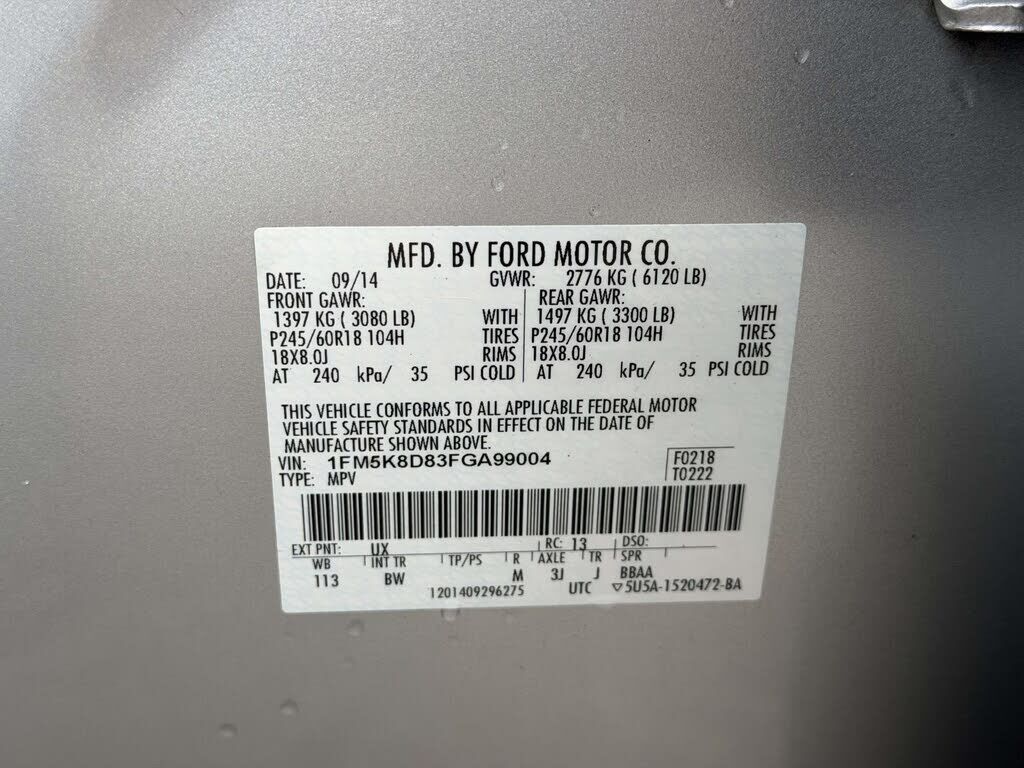 MFD. BY FORD MOTOR CO.
DATE: 09/14 GVWR: 2776 KG ( 6120 LB)
FRONT GAWR: REAR GAWR:
1397 KG ( 3080 LB) WITH 1497 KG ( 3300 LB) WITH
P245/60R18 104H TIRES P245/60R18 104H TIRES
18X8.0J RIMS 18X8.0J RIMS
AT 240 kPa/ 35 PSI COLD AT 240 kPa/ 35 PSI COLD
THIS VEHICLE CONFORMS TO ALL APPLICABLE FEDERAL MOTOR
VEHICLE SAFETY STANDARDS IN EFFECT ON THE DATE OF
MANUFACTURE SHOWN ABOVE.
VIN: 1FM5K8D83FGA99004 F0218
TYPE: MPV T0222
EXT PNT: UX RC: 13 DSO:
WB INT TR TP/PS R AXLE TR SPR
113 BW M 3J J BBAA
1201409296275 UTC ▽5U5A-1520472-BA